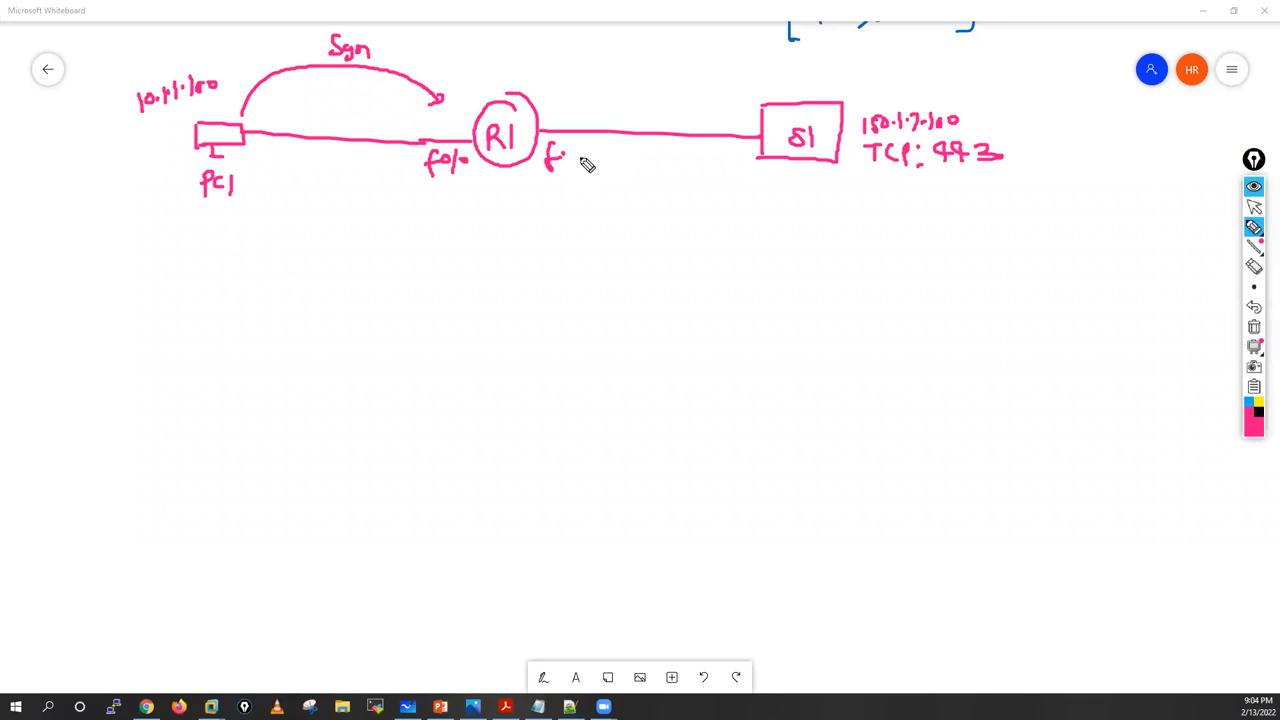 Microsoft Whiteboard
Syn
HR
10.1.1.100
R1
S1
150.1.7.100
TCP: 443
f0/0
f.
PC1
A
9:04 PM
2/13/2022